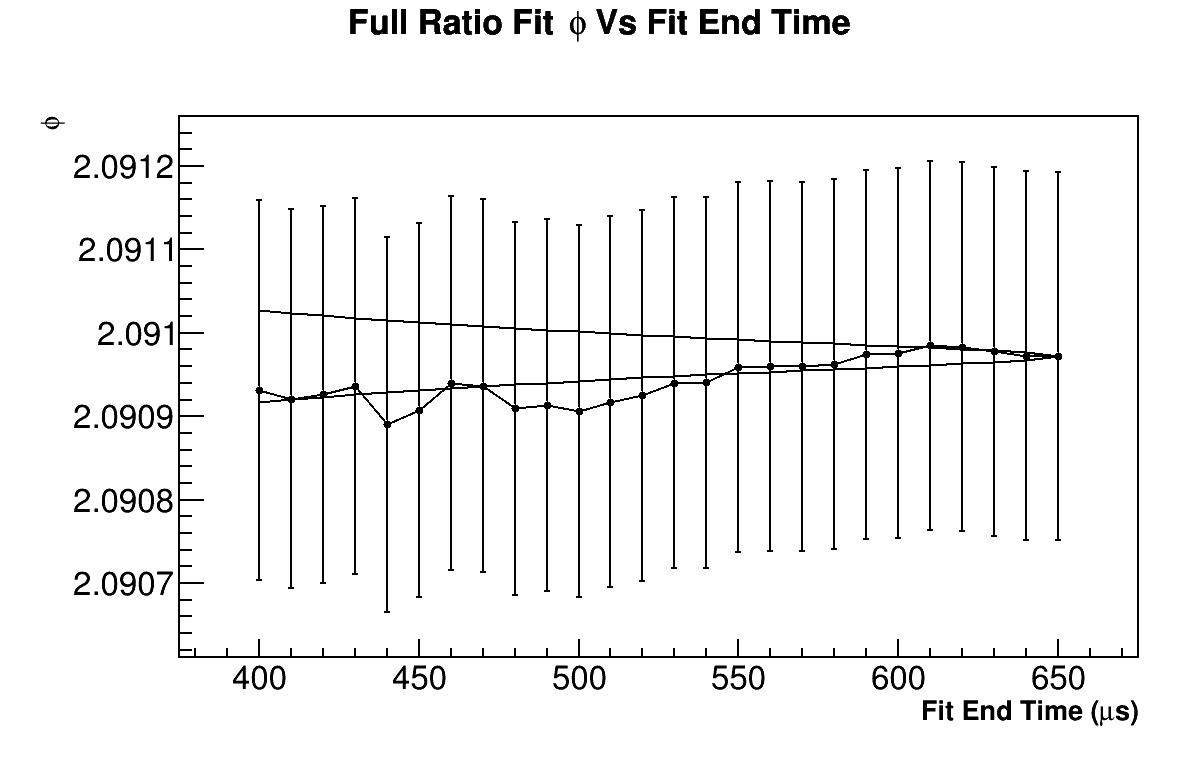 Full Ratio Fit ϕ Vs Fit End Time
ϕ
2.0912
2.0911
2.091
2.0909
2.0908
2.0907
400 450 500 550 600 650
Fit End Time (μs)